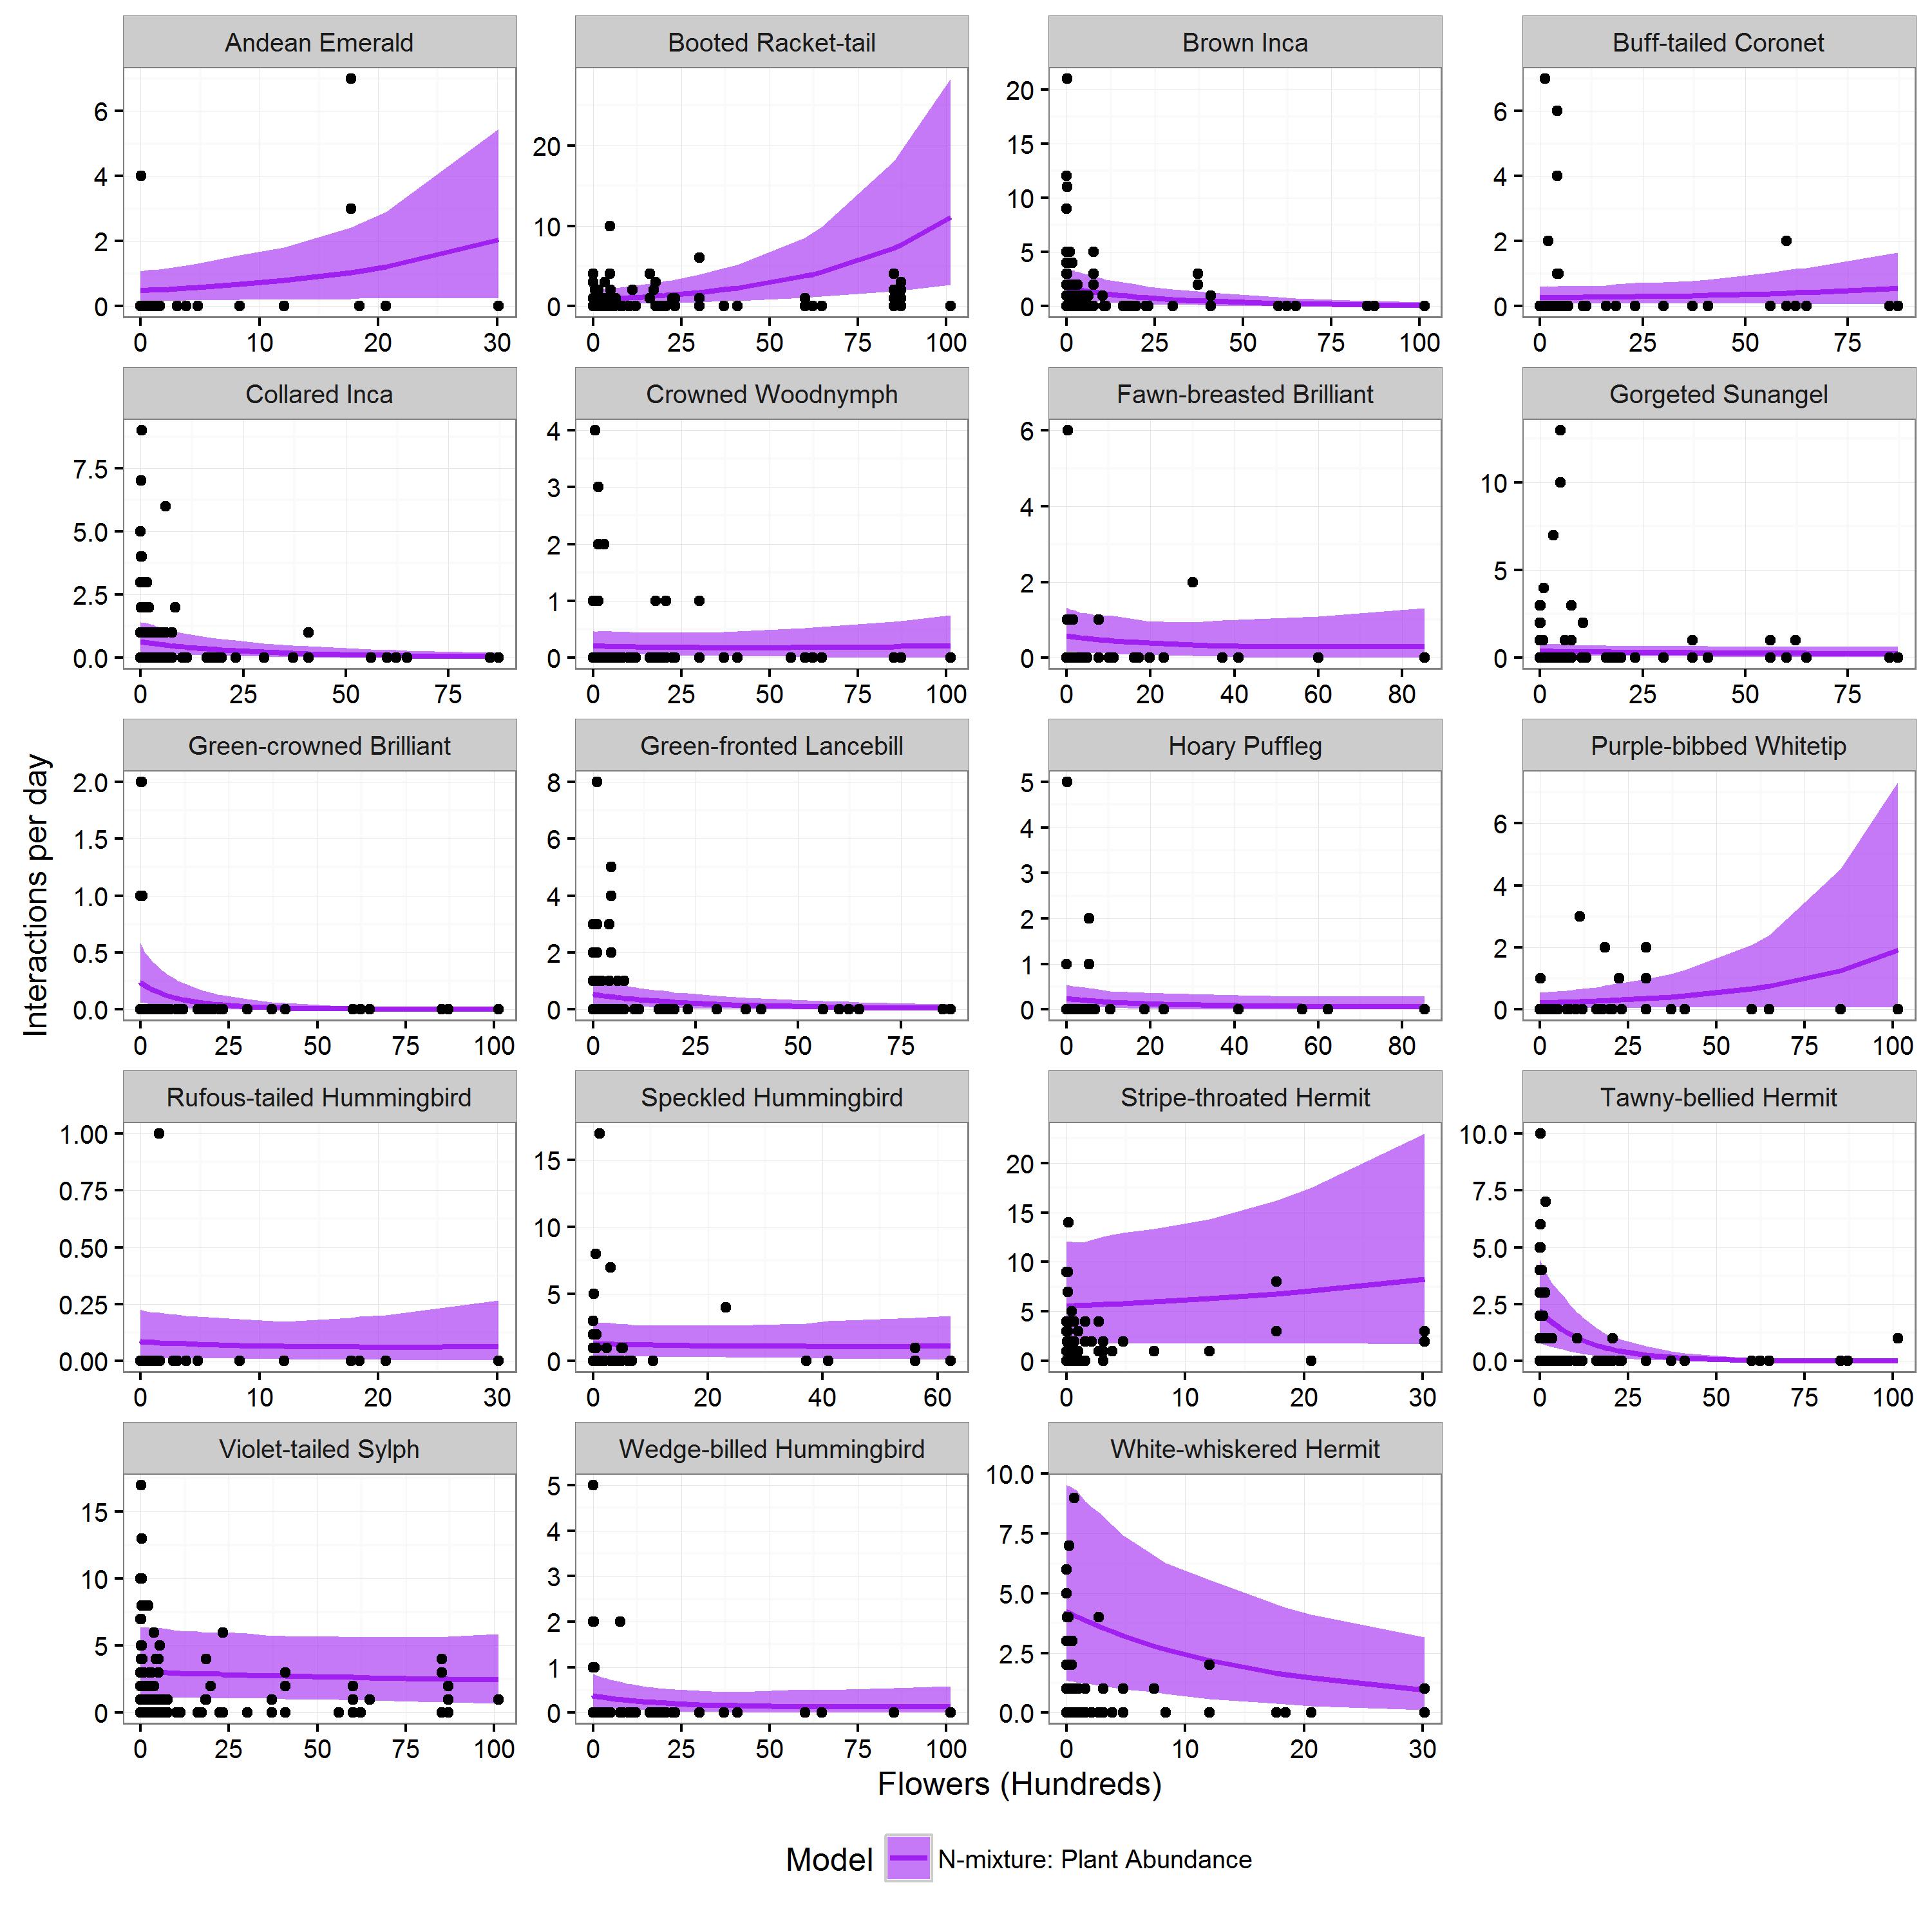 Andean Emerald Booted Racket-tail Brown Inca Buff-tailed Coronet
6 4 2 0
20 10 0
20 15 10 5 0
6 4 2 0
0 10 20 30
0 25 50 75 100
0 25 50 75 100
0 25 50 75
Collared Inca Crowned Woodnymph Fawn-breasted Brilliant Gorgeted Sunangel
7.5 5.0 2.5 0.0
4 3 2 1 0
6 4 2 0
10 5 0
0 25 50 75
0 25 50 75 100
0 20 40 60 80
0 25 50 75
Green-crowned Brilliant Green-fronted Lancebill Hoary Puffleg Purple-bibbed Whitetip
2.0 1.5 1.0 0.5 0.0
8 6 4 2 0
5 4 3 2 1 0
6 4 2 0
0 25 50 75 100
0 25 50 75
0 20 40 60 80
0 25 50 75 100
Interactions per day
Rufous-tailed Hummingbird Speckled Hummingbird Stripe-throated Hermit Tawny-bellied Hermit
1.00 0.75 0.50 0.25 0.00
15 10 5 0
20 15 10 5 0
10.0 7.5 5.0 2.5 0.0
0 10 20 30
0 20 40 60
0 10 20 30
0 25 50 75 100
Violet-tailed Sylph Wedge-billed Hummingbird White-whiskered Hermit
15 10 5 0
5 4 3 2 1 0
10.0 7.5 5.0 2.5 0.0
0 25 50 75 100
0 25 50 75 100
0 10 20 30
Flowers (Hundreds)
Model N-mixture: Plant Abundance